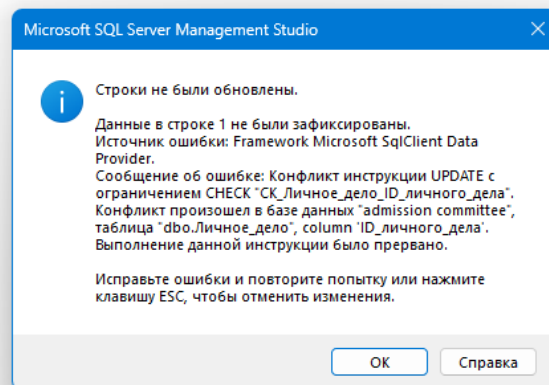 Microsoft SQL Server Management Studio
Строки не были обновлены.
Данные в строке 1 не были зафиксированы.
Источник ошибки: Framework Microsoft SqlClient Data
Provider.
Сообщение об ошибке: Конфликт инструкции UPDATE с
ограничением CHECK "CK_Личное_дело_ID_личного_дела".
Конфликт произошел в базе данных "admission committee",
таблица "dbo.Личное_дело", column 'ID_личного_дела'.
Выполнение данной инструкции было прервано.
Исправьте ошибки и повторите попытку или нажмите
клавишу ESC, чтобы отменить изменения.
ОК
Справка